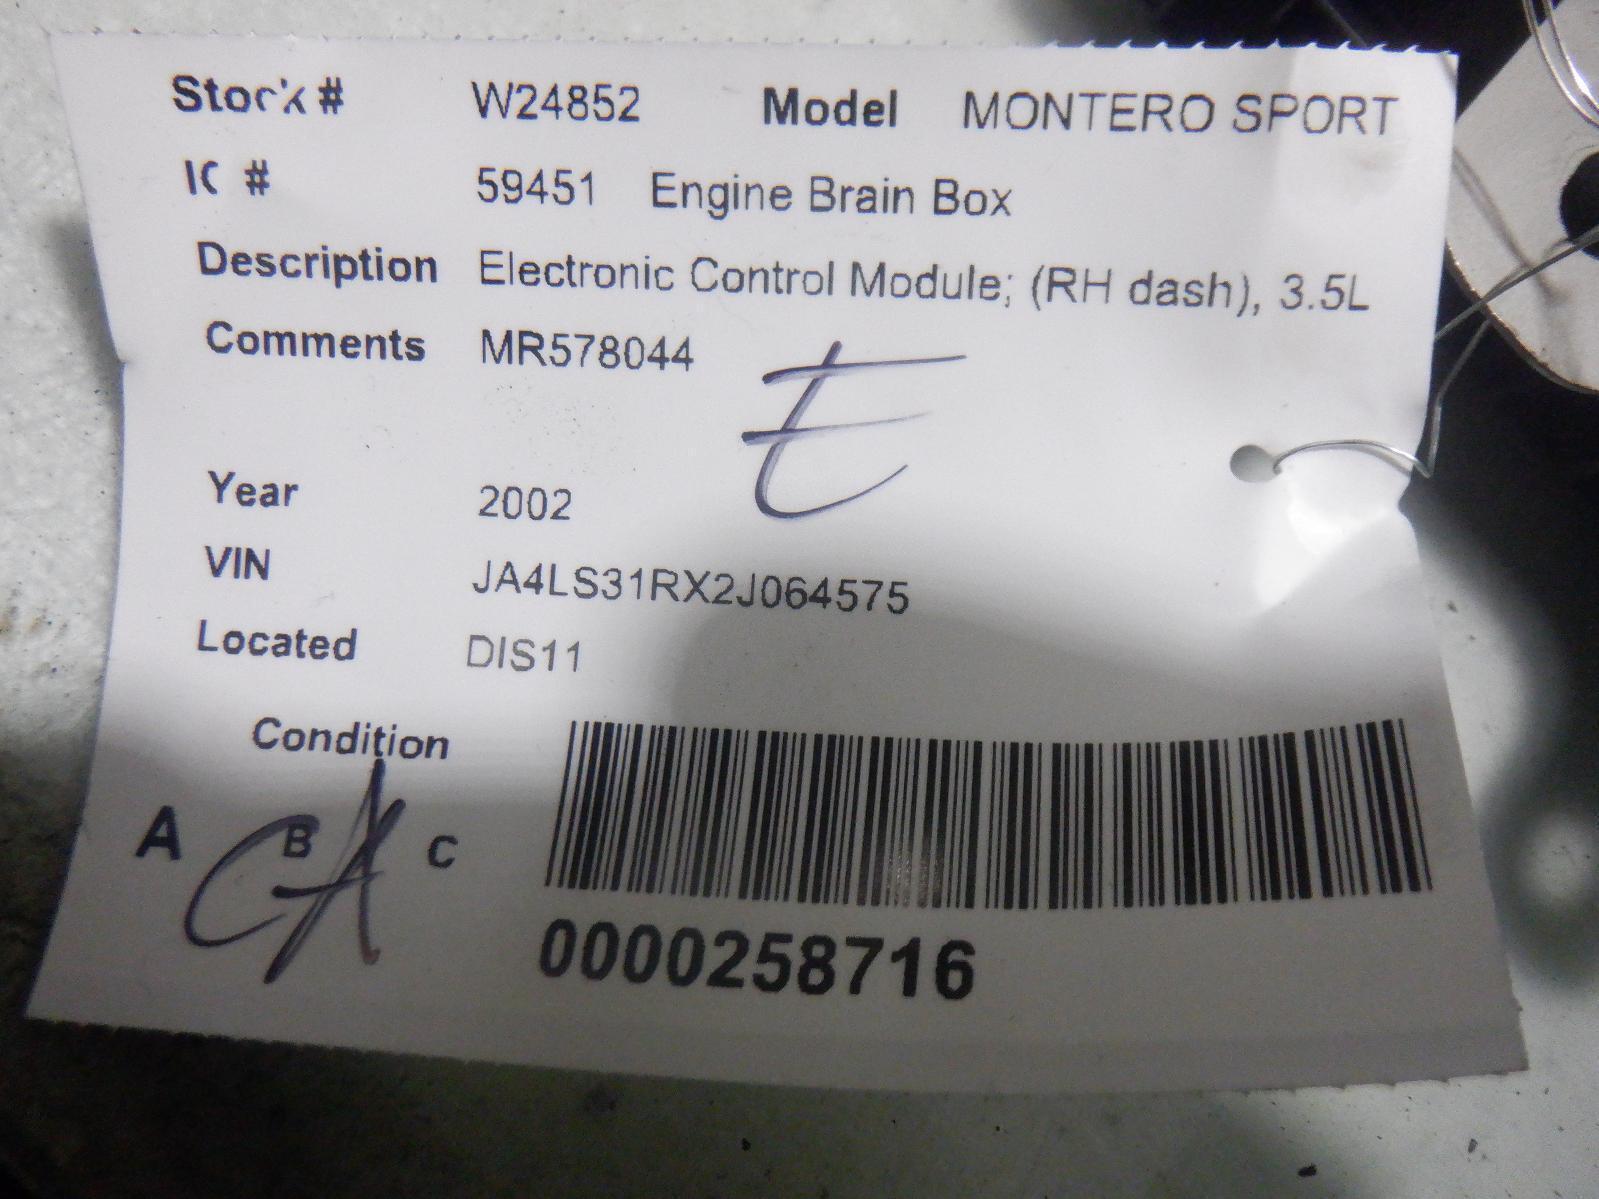 Stock # W24852 Model MONTERO SPORT
IC # 59451 Engine Brain Box
Description Electronic Control Module; (RH dash), 3.5L
Comments MR578044
E
Year 2002
VIN JA4LS31RX2J064575
Located DIS11
Condition
A B C
0000258716